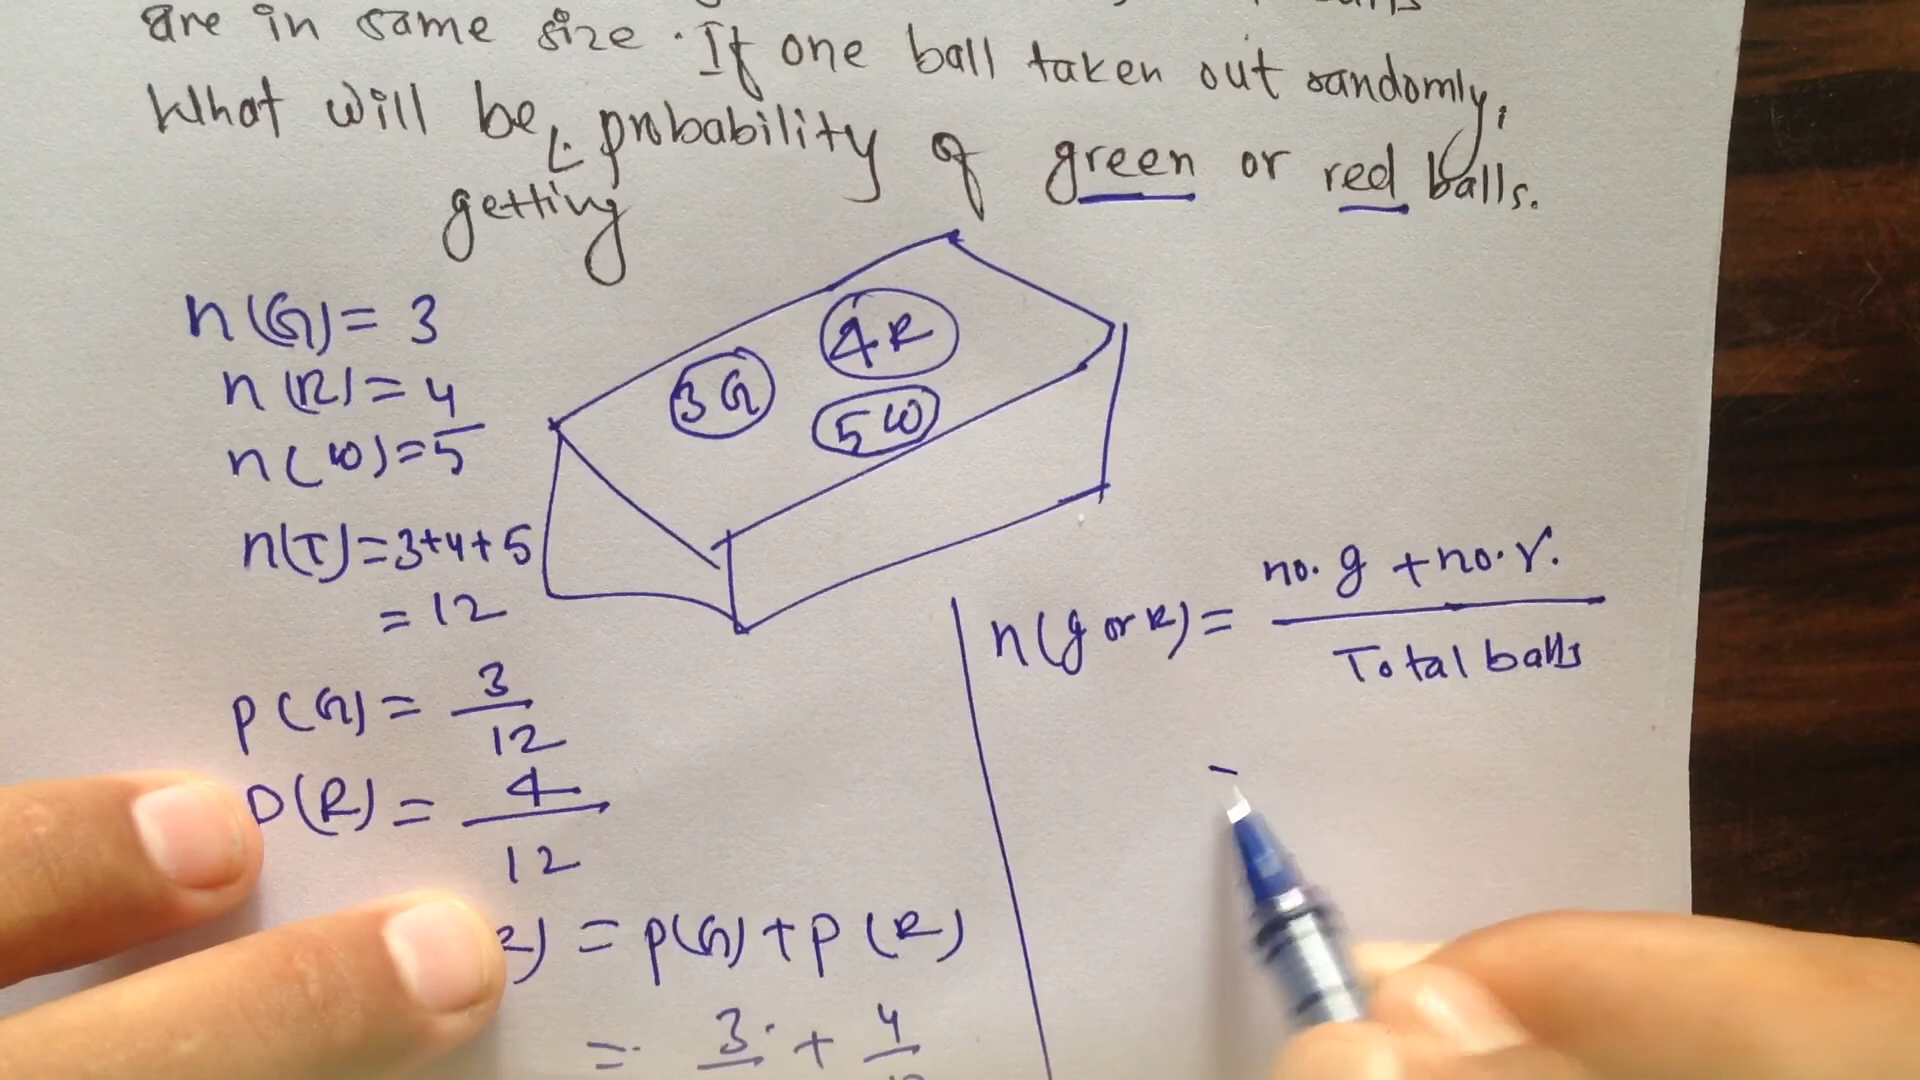 are in same size. If one ball taken out randomly,
What will be probability of green or red balls.
getting
n(G) = 3
n(R) = 4
n(W) = 5
n(T) = 3+4+5
= 12
P(G) = 3/12
P(R) = 4/12
R) = P(G) + P(R)
= 3 + 4
4R
3G
5W
n(g or R) = no. g + no. r. / Total balls
=